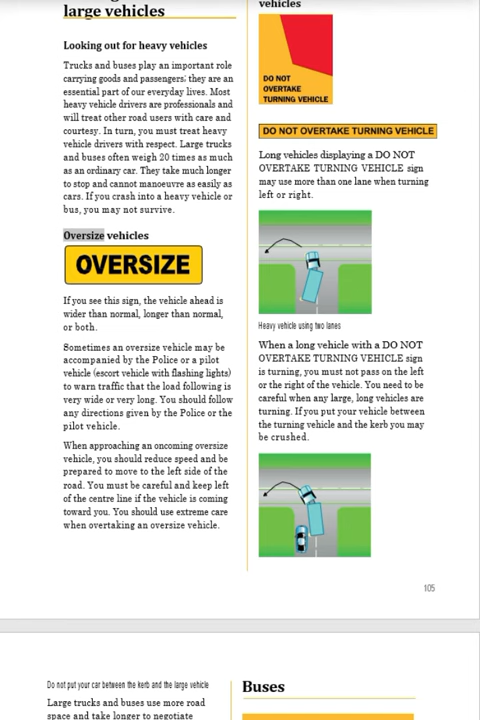 large vehicles
Looking out for heavy vehicles
Trucks and buses play an important role
carrying goods and passengers; they are an
essential part of our everyday lives. Most
heavy vehicle drivers are professionals and
will treat other road users with care and
courtesy. In turn, you must treat heavy
vehicle drivers with respect. Large trucks
and buses often weigh 20 times as much
as an ordinary car. They take much longer
to stop and cannot manoeuvre as easily as
cars. If you crash into a heavy vehicle or
bus, you may not survive.
Oversize vehicles
OVERSIZE
If you see this sign, the vehicle ahead is
wider than normal, longer than normal,
or both.
Sometimes an oversize vehicle may be
accompanied by the Police or a pilot
vehicle (escort vehicle with flashing lights)
to warn traffic that the load following is
very wide or very long. You should follow
any directions given by the Police or the
pilot vehicle.
When approaching an oncoming oversize
vehicle, you should reduce speed and be
prepared to move to the left side of the
road. You must be careful and keep left
of the centre line if the vehicle is coming
toward you. You should use extreme care
when overtaking an oversize vehicle.
vehicles
DO NOT
OVERTAKE
TURNING VEHICLE
DO NOT OVERTAKE TURNING VEHICLE
Long vehicles displaying a DO NOT
OVERTAKE TURNING VEHICLE sign
may use more than one lane when turning
left or right.
Heavy vehicle using two lanes
When a long vehicle with a DO NOT
OVERTAKE TURNING VEHICLE sign
is turning, you must not pass on the left
or the right of the vehicle. You need to be
careful when any large, long vehicles are
turning. If you put your vehicle between
the turning vehicle and the kerb you may
be crushed.
105
Do not put your car between the kerb and the large vehicle
Large trucks and buses use more road
space and take longer to negotiate
Buses